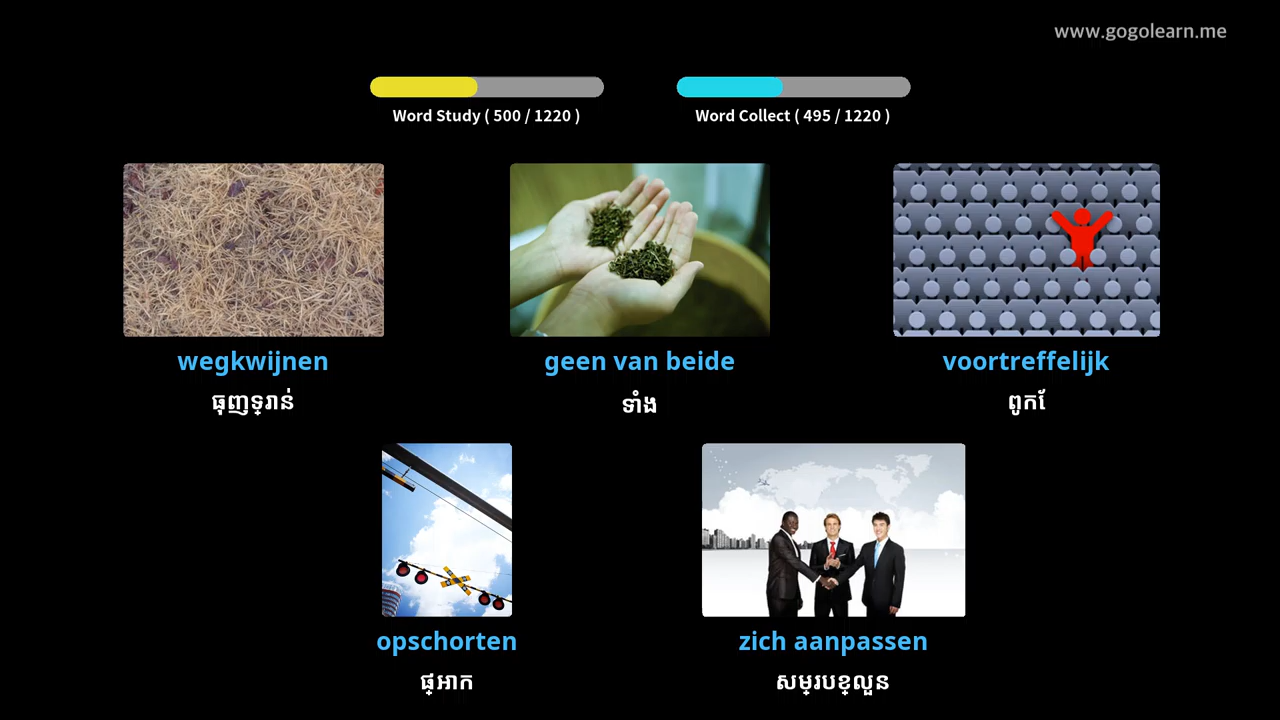 www.gogolearn.me
Word Study ( 500 / 1220 )
Word Collect ( 495 / 1220 )
wegkwijnen
geen van beide
voortreffelijk
ធុញទ្រាន់
ទាំង
ពូកែ
opschorten
zich aanpassen
ផ្អាក
សម្របខ្លួន